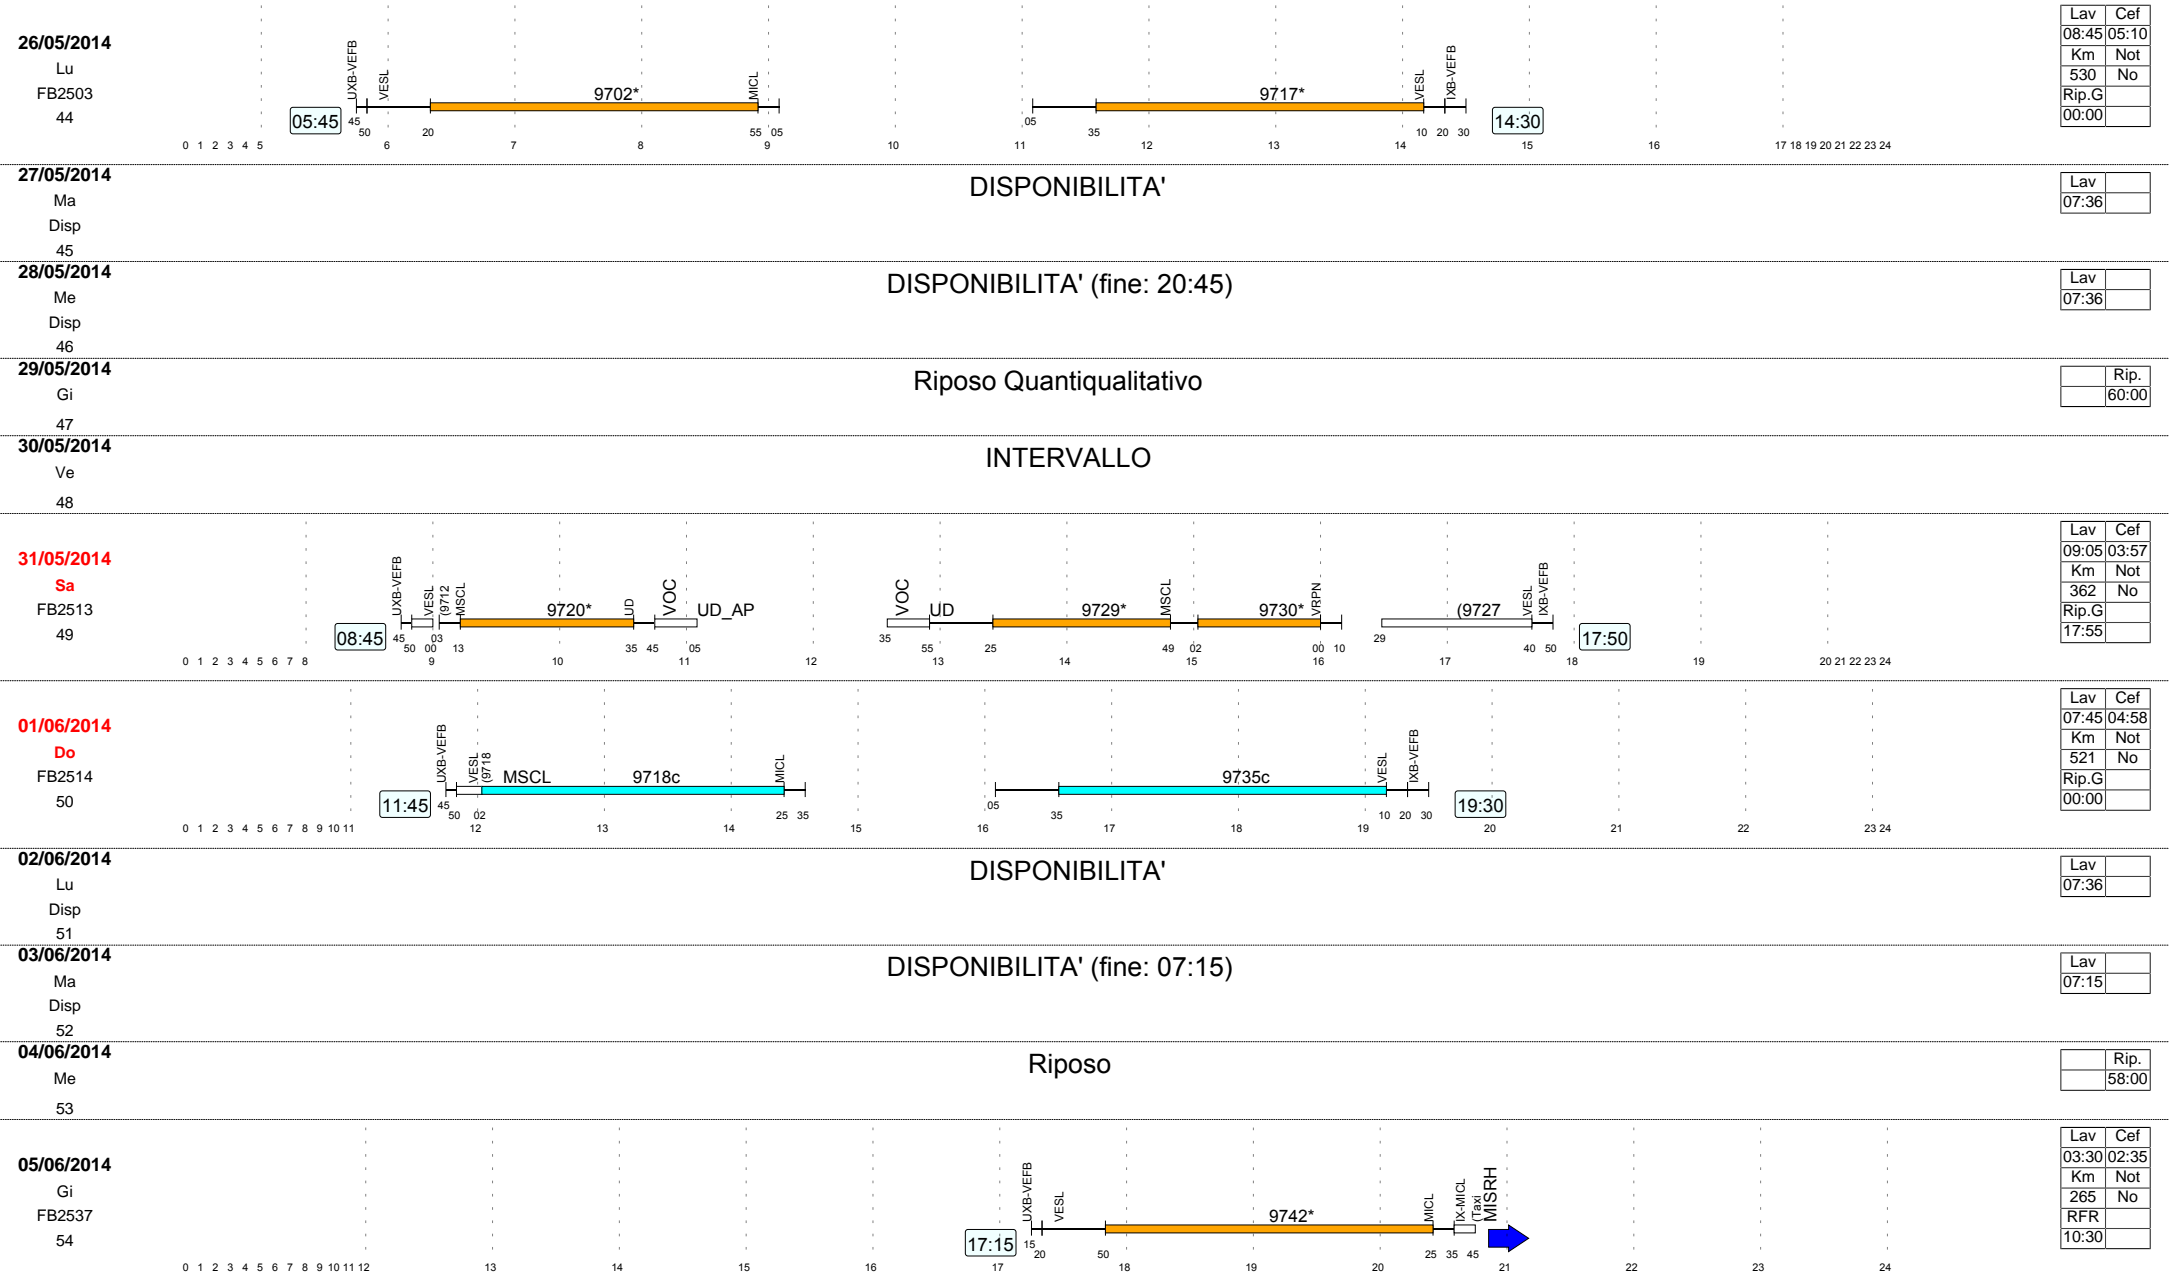 26/05/2014
Lu
FB2503
44
05:45
UXB-VEFB
VESL
9702*
MICL
9717*
VESL
IXB-VEFB
14:30
45 50 20 55 05 05 35 10 20 30
0 1 2 3 4 5 6 7 8 9 10 11 12 13 14 15 16 17 18 19 20 21 22 23 24
Lav Cef
08:45 05:10
Km Not
530 No
Rip.G
00:00
27/05/2014
Ma
Disp
45
DISPONIBILITA'
Lav
07:36
28/05/2014
Me
Disp
46
DISPONIBILITA' (fine: 20:45)
Lav
07:36
29/05/2014
Gi
47
Riposo Quantiqualitativo
Rip.
60:00
30/05/2014
Ve
48
INTERVALLO
31/05/2014
Sa
FB2513
49
08:45
UXB-VEFB
VESL
(9712
MSCL
9720*
UD
VOC
UD_AP
VOC
UD
9729*
MSCL
9730*
VRPN
(9727
VESL
IXB-VEFB
17:50
45 50 00 03 13 35 45 05 35 55 25 49 02 00 10 29 40 50
0 1 2 3 4 5 6 7 8 9 10 11 12 13 14 15 16 17 18 19 20 21 22 23 24
Lav Cef
09:05 03:57
Km Not
362 No
Rip.G
17:55
01/06/2014
Do
FB2514
50
11:45
UXB-VEFB
VESL
(9718
MSCL
9718c
MICL
9735c
VESL
IXB-VEFB
19:30
45 50 02 25 35 05 35 10 20 30
0 1 2 3 4 5 6 7 8 9 10 11 12 13 14 15 16 17 18 19 20 21 22 23 24
Lav Cef
07:45 04:58
Km Not
521 No
Rip.G
00:00
02/06/2014
Lu
Disp
51
DISPONIBILITA'
Lav
07:36
03/06/2014
Ma
Disp
52
DISPONIBILITA' (fine: 07:15)
Lav
07:15
04/06/2014
Me
53
Riposo
Rip.
58:00
05/06/2014
Gi
FB2537
54
17:15
UXB-VEFB
VESL
9742*
MICL
IX-MICL
(Taxi
MISRH
15 20 50 25 35 45
0 1 2 3 4 5 6 7 8 9 10 11 12 13 14 15 16 17 18 19 20 21 22 23 24
Lav Cef
03:30 02:35
Km Not
265 No
RFR
10:30